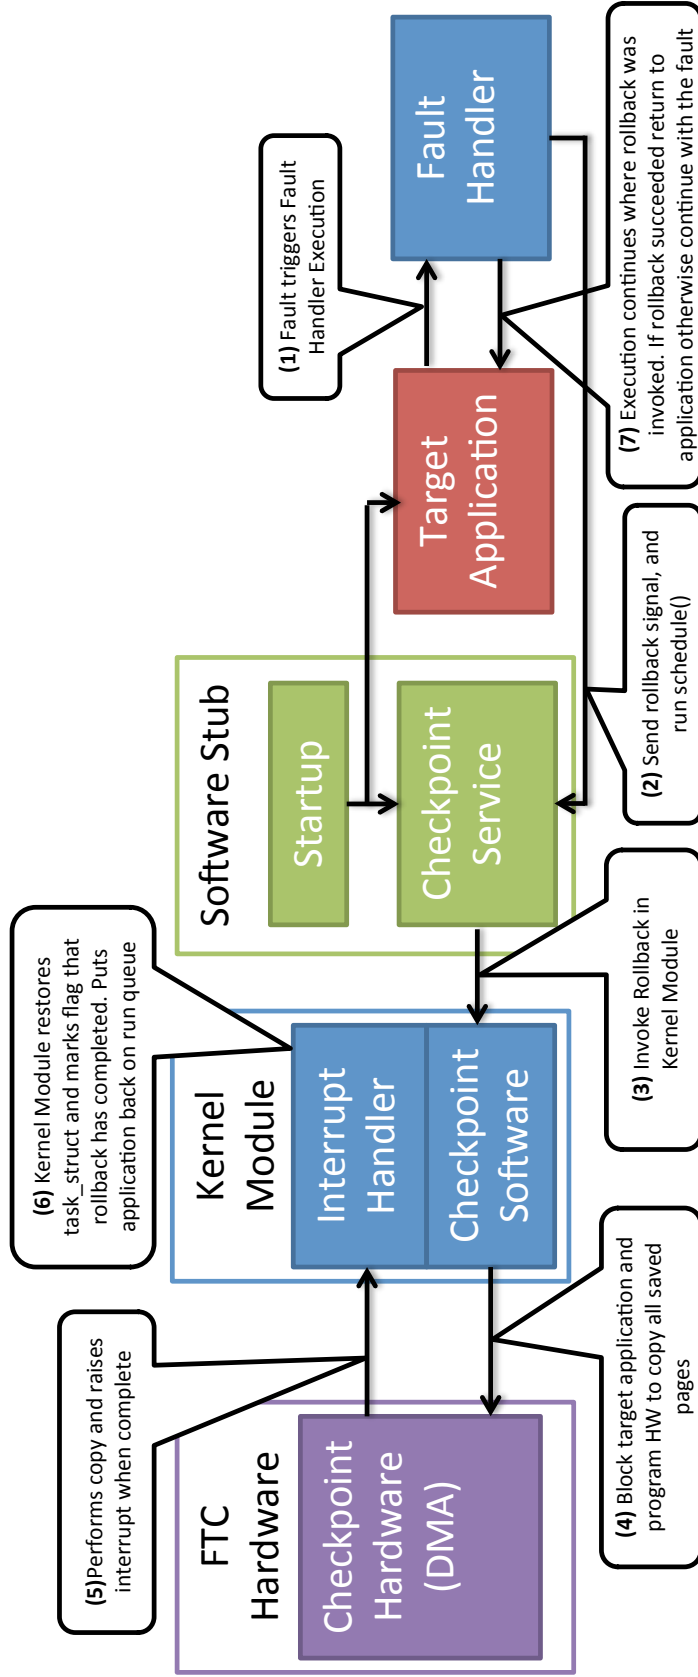 (5)Performs copy and raises
interrupt when complete
(6) Kernel Module restores
task_struct and marks flag that
rollback has completed. Puts
application back on run queue
(1) Fault triggers Fault
Handler Execution
FTC
Hardware
Checkpoint
Hardware
(DMA)
Kernel
Module
Interrupt
Handler
Checkpoint
Software
Software Stub
Startup
Checkpoint
Service
Target
Application
Fault
Handler
(4) Block target application and
program HW to copy all saved
pages
(3) Invoke Rollback in
Kernel Module
(2) Send rollback signal, and
run schedule()
(7) Execution continues where rollback was
invoked. If rollback succeeded return to
application otherwise continue with the fault